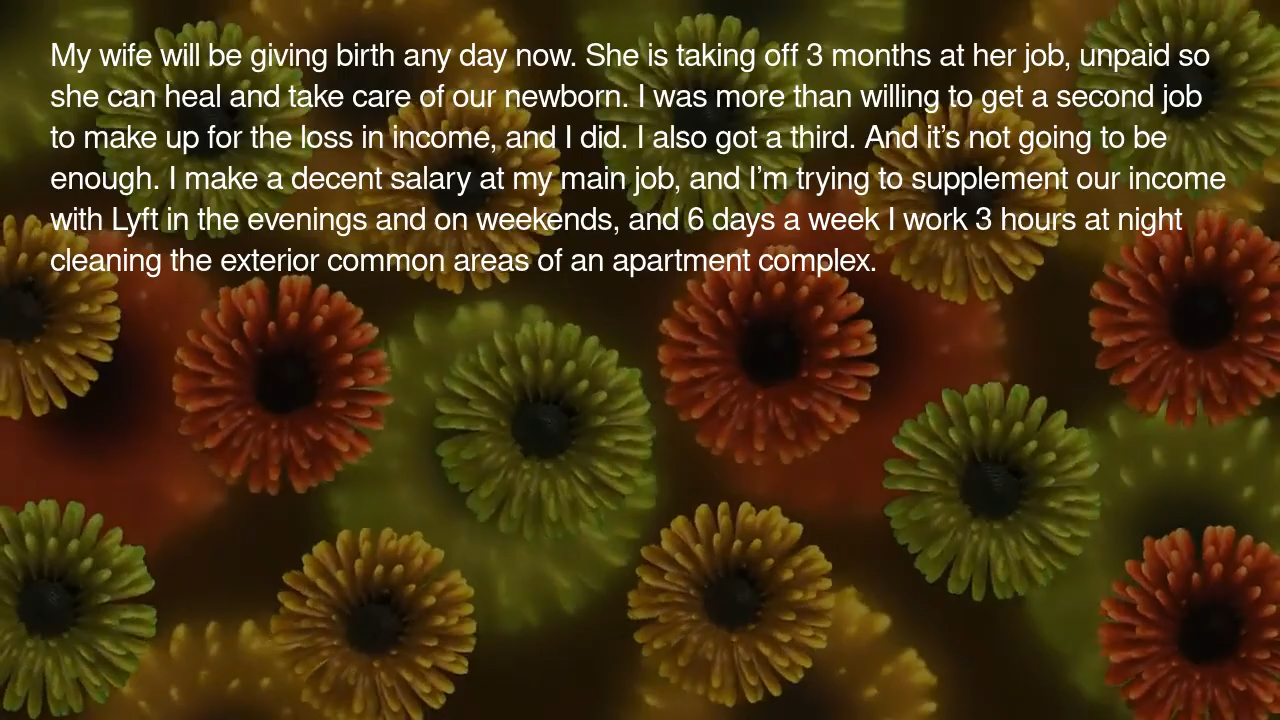 My wife will be giving birth any day now. She is taking off 3 months at her job, unpaid so
she can heal and take care of our newborn. I was more than willing to get a second job
to make up for the loss in income, and I did. I also got a third. And it’s not going to be
enough. I make a decent salary at my main job, and I’m trying to supplement our income
with Lyft in the evenings and on weekends, and 6 days a week I work 3 hours at night
cleaning the exterior common areas of an apartment complex.